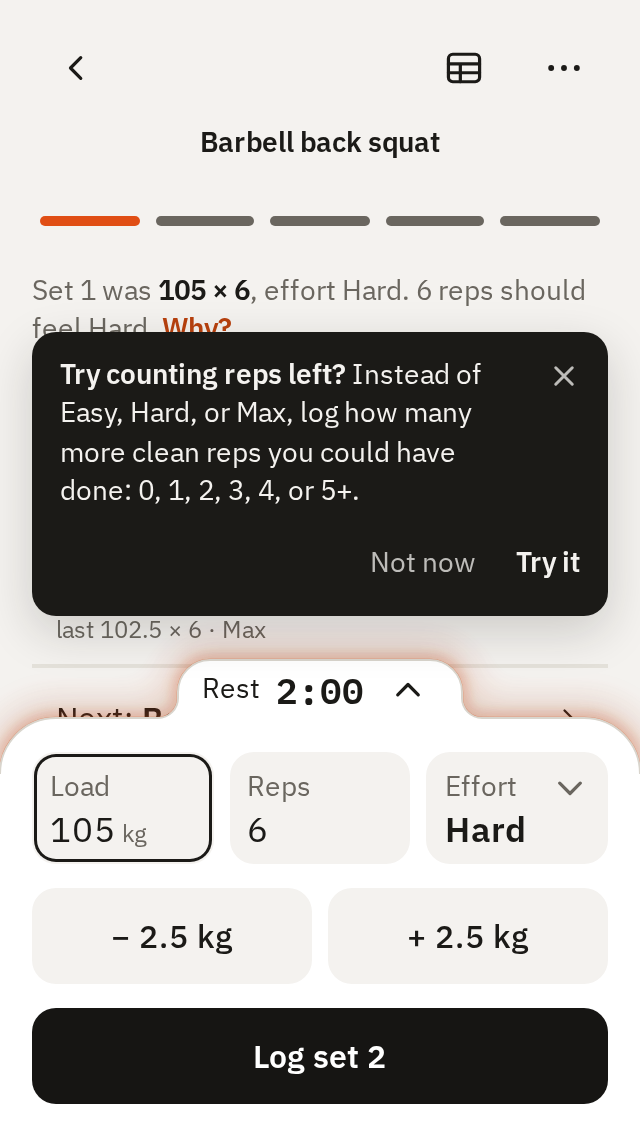 Barbell back squat
Set 1 was 105 × 6, effort Hard. 6 reps should
feel Hard. Why?
Try counting reps left? Instead of
Easy, Hard, or Max, log how many
more clean reps you could have
done: 0, 1, 2, 3, 4, or 5+.
Not now Try it
last 102.5 × 6 · Max
Rest 2:00
Next:
Load
105 kg
Reps
6
Effort
Hard
− 2.5 kg
+ 2.5 kg
Log set 2